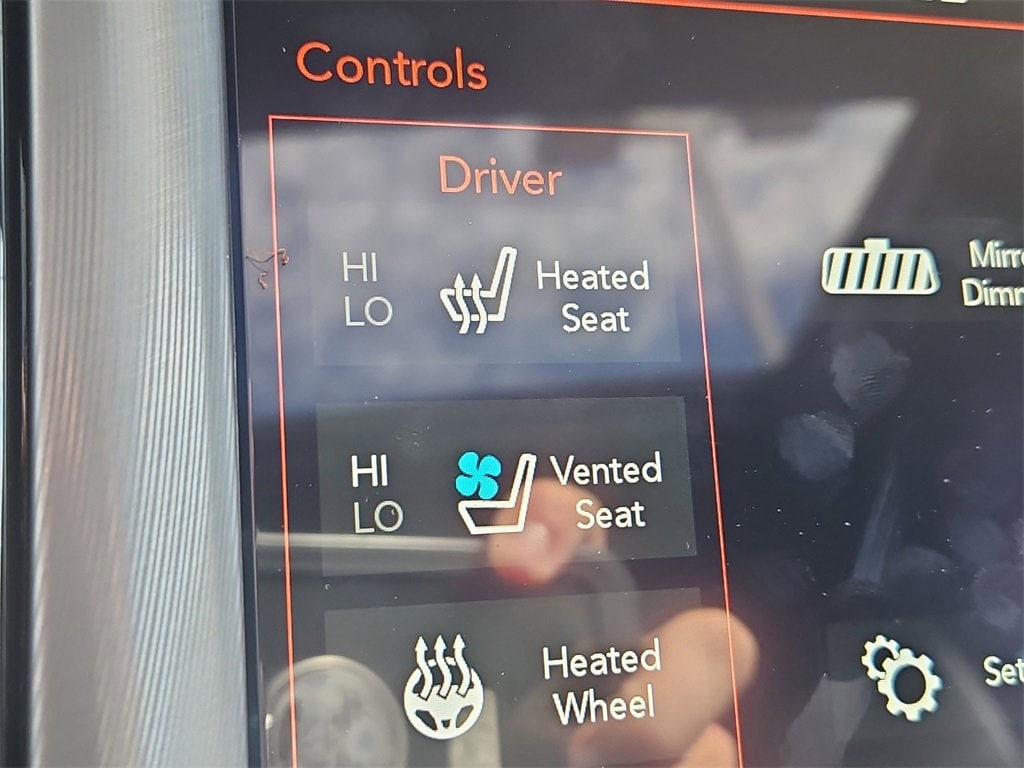 Controls
Driver
HI
LO
Heated
Seat
HI
LO
Vented
Seat
Heated
Wheel